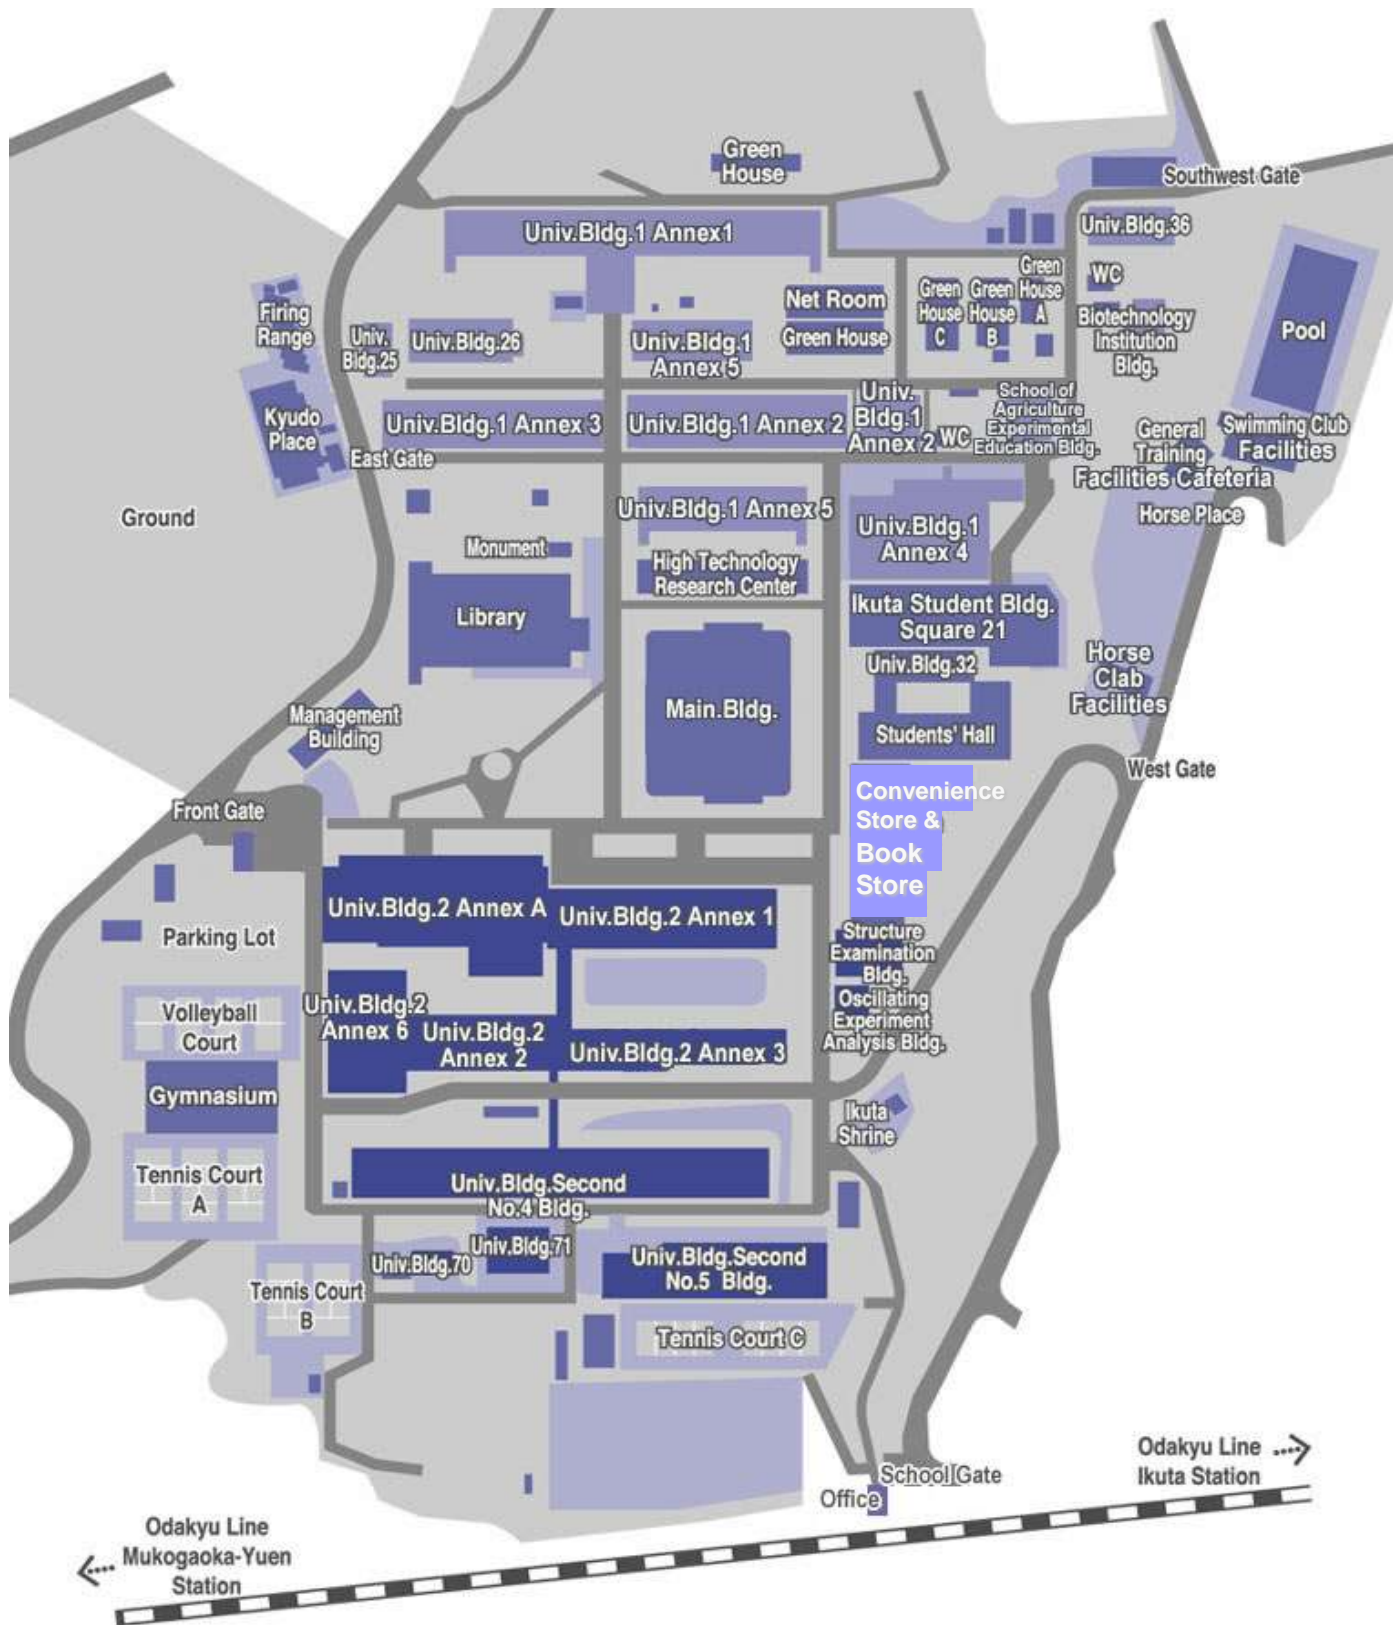 Green
House
Southwest Gate
Univ.Bldg.1 Annex1
Univ.Bldg.36
WC
Green
House
A
Green
House
B
Green
House
C
Net Room
Green House
Firing
Range
Univ.
Bldg.25
Univ.Bldg.26
Univ.Bldg.1
Annex 5
Biotechnology
Institution
Bldg.
Pool
Kyudo
Place
Univ.Bldg.1 Annex 3
Univ.Bldg.1 Annex 2
Univ.
Bldg.1
Annex 2
WC
School of
Agriculture
Experimental
Education Bldg.
General
Training
Facilities Cafeteria
Swimming Club
Facilities
East Gate
Ground
Univ.Bldg.1 Annex 5
Univ.Bldg.1
Annex 4
Horse Place
Monument
High Technology
Research Center
Library
Ikuta Student Bldg.
Square 21
Univ.Bldg.32
Horse
Clab
Facilities
Management
Building
Main.Bldg.
Students' Hall
West Gate
Front Gate
Convenience
Store &
Book
Store
Univ.Bldg.2 Annex A
Univ.Bldg.2 Annex 1
Parking Lot
Structure
Examination
Bldg.
Oscillating
Experiment
Analysis Bldg.
Volleyball
Court
Univ.Bldg.2
Annex 6
Univ.Bldg.2
Annex 2
Univ.Bldg.2 Annex 3
Gymnasium
Ikuta
Shrine
Tennis Court
A
Univ.Bldg.Second
No.4 Bldg.
Univ.Bldg.70
Univ.Bldg.71
Univ.Bldg.Second
No.5 Bldg.
Tennis Court
B
Tennis Court C
School Gate
Office
Odakyu Line
Ikuta Station
Odakyu Line
Mukogaoka-Yuen
Station